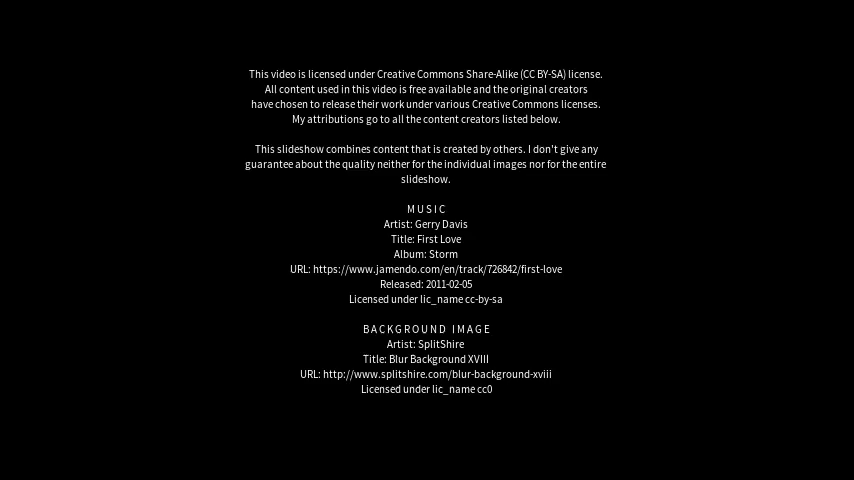 This video is licensed under Creative Commons Share-Alike (CC BY-SA) license.
All content used in this video is free available and the original creators
have chosen to release their work under various Creative Commons licenses.
My attributions go to all the content creators listed below.
This slideshow combines content that is created by others. I don't give any
guarantee about the quality neither for the individual images nor for the entire
slideshow.
MUSIC
Artist: Gerry Davis
Title: First Love
Album: Storm
URL: https://www.jamendo.com/en/track/726842/first-love
Released: 2011-02-05
Licensed under lic_name cc-by-sa
BACKGROUND IMAGE
Artist: SplitShire
Title: Blur Background XVIII
URL: http://www.splitshire.com/blur-background-xviii
Licensed under lic_name cc0